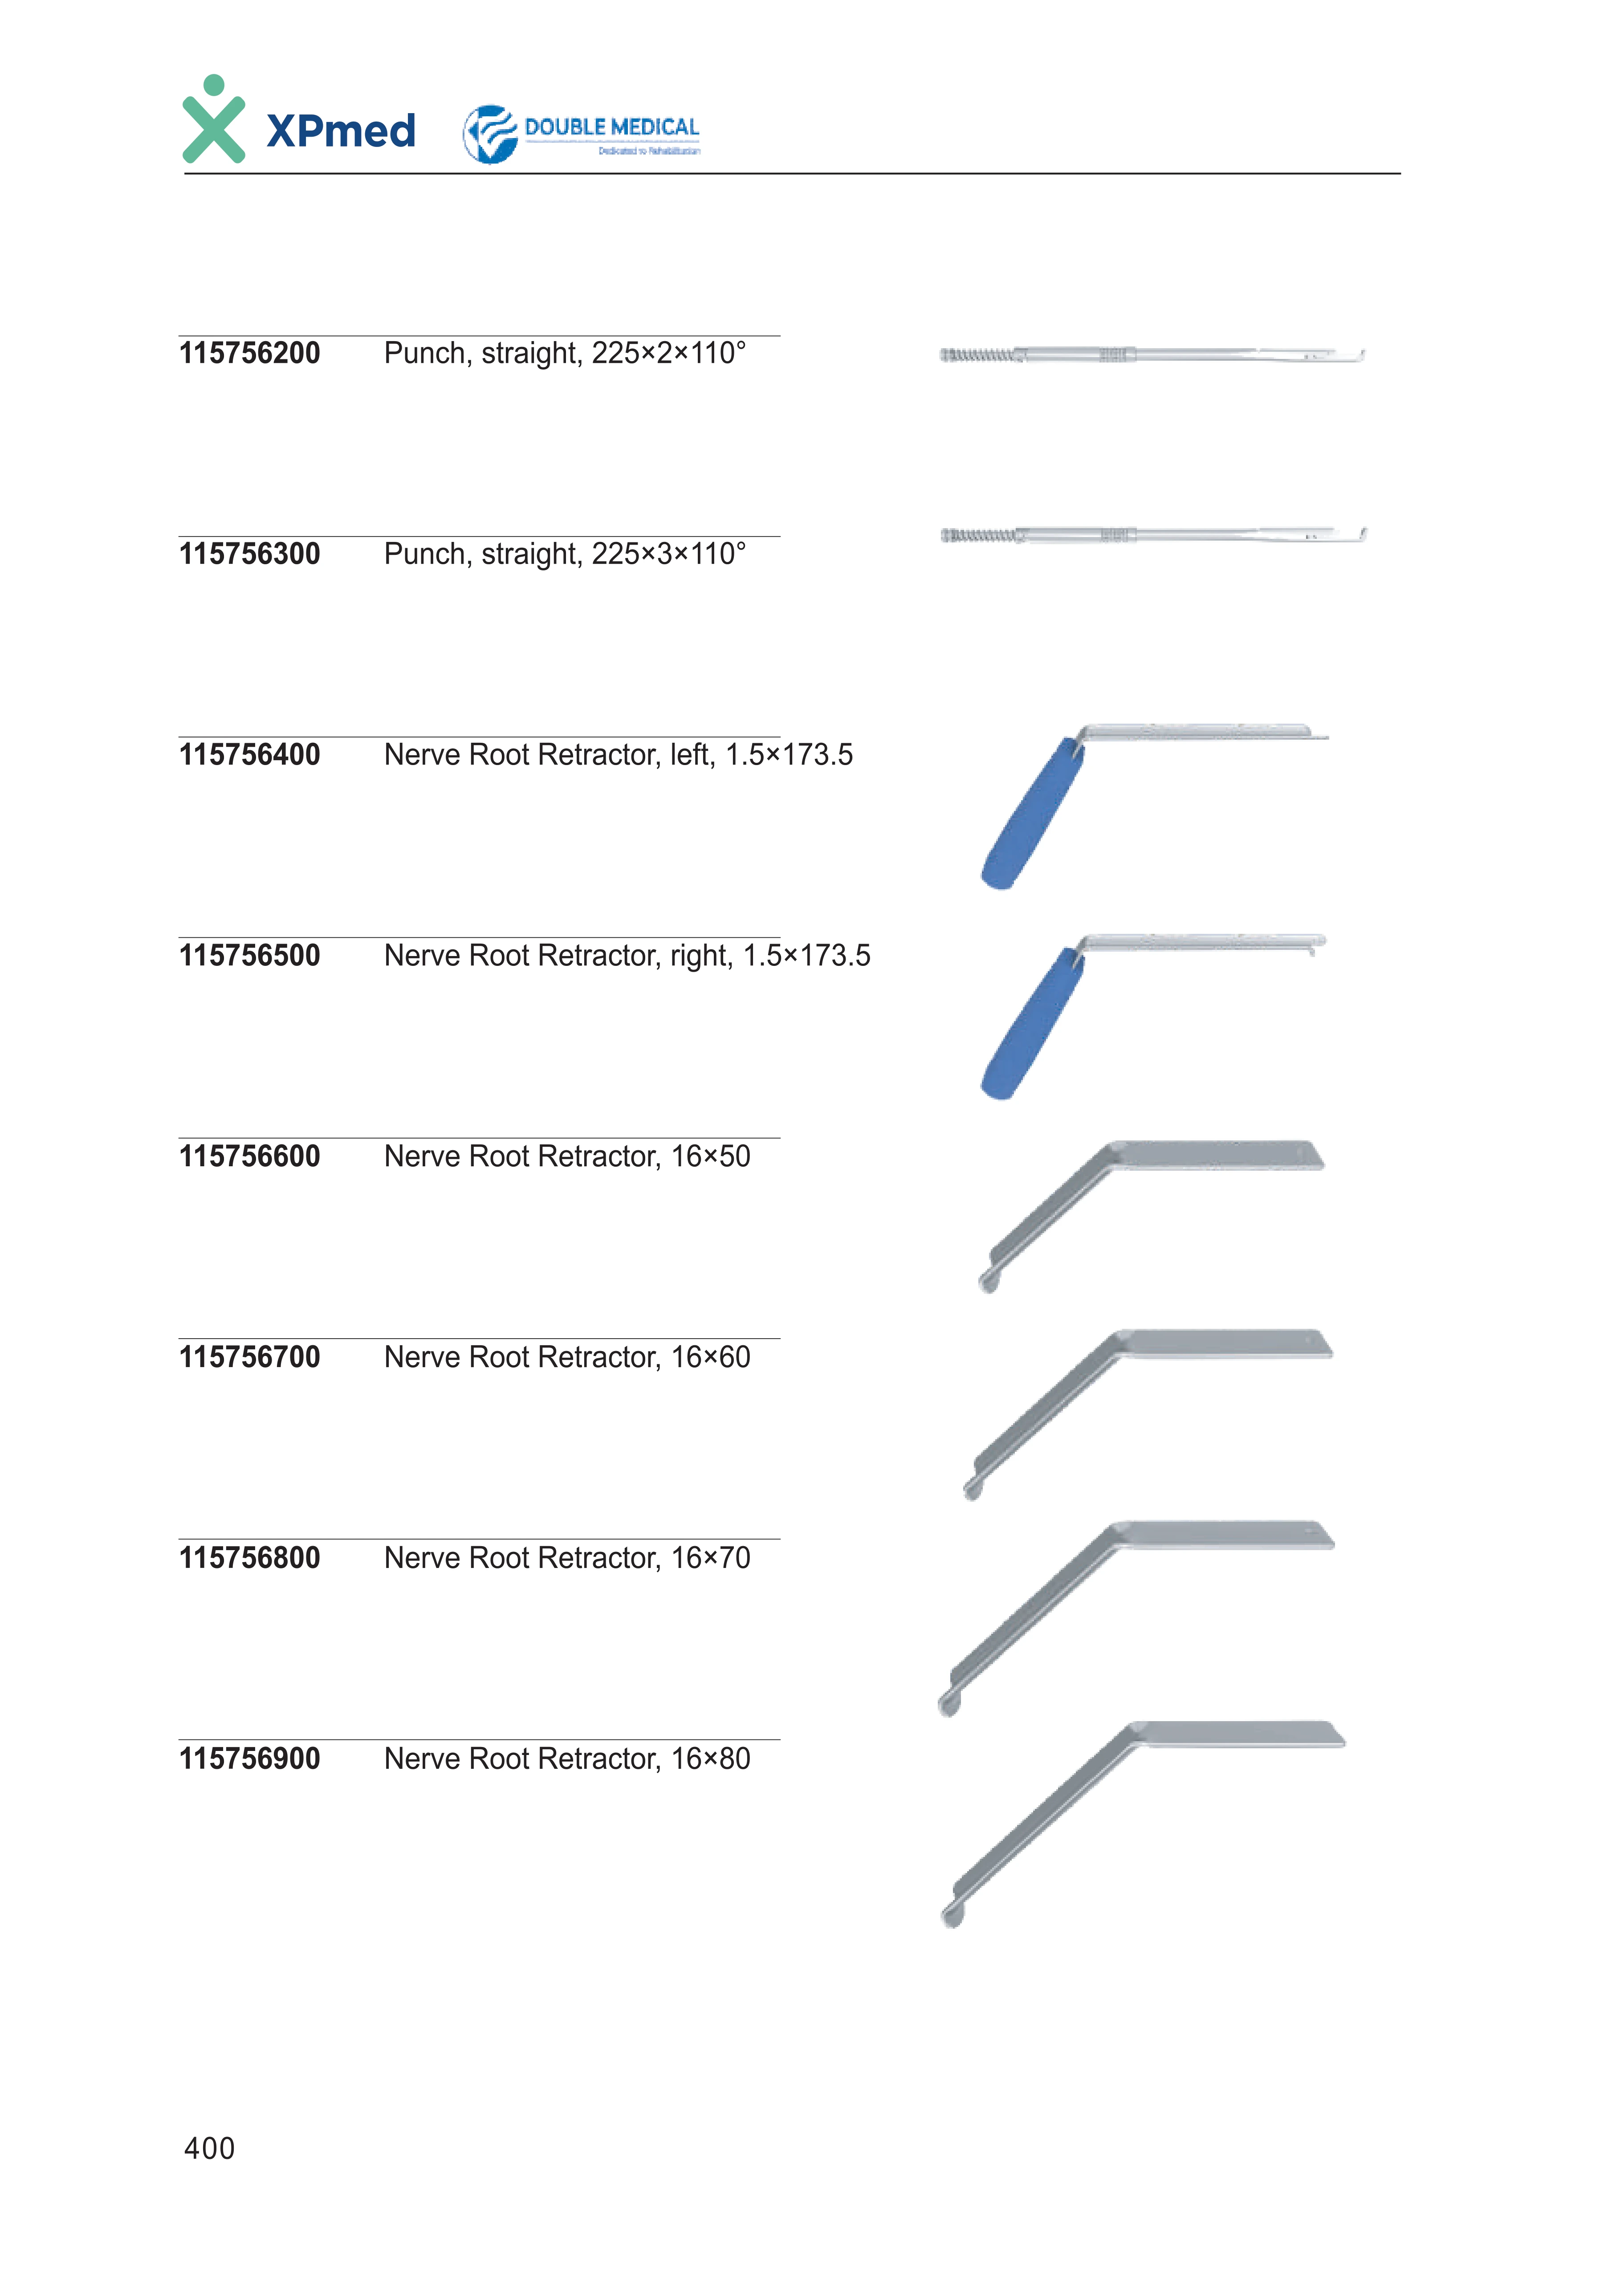 XPmed
DOUBLE MEDICAL
Dedicated to Rehabilitation
115756200 Punch, straight, 225×2×110°
115756300 Punch, straight, 225×3×110°
115756400 Nerve Root Retractor, left, 1.5×173.5
115756500 Nerve Root Retractor, right, 1.5×173.5
115756600 Nerve Root Retractor, 16×50
115756700 Nerve Root Retractor, 16×60
115756800 Nerve Root Retractor, 16×70
115756900 Nerve Root Retractor, 16×80
400